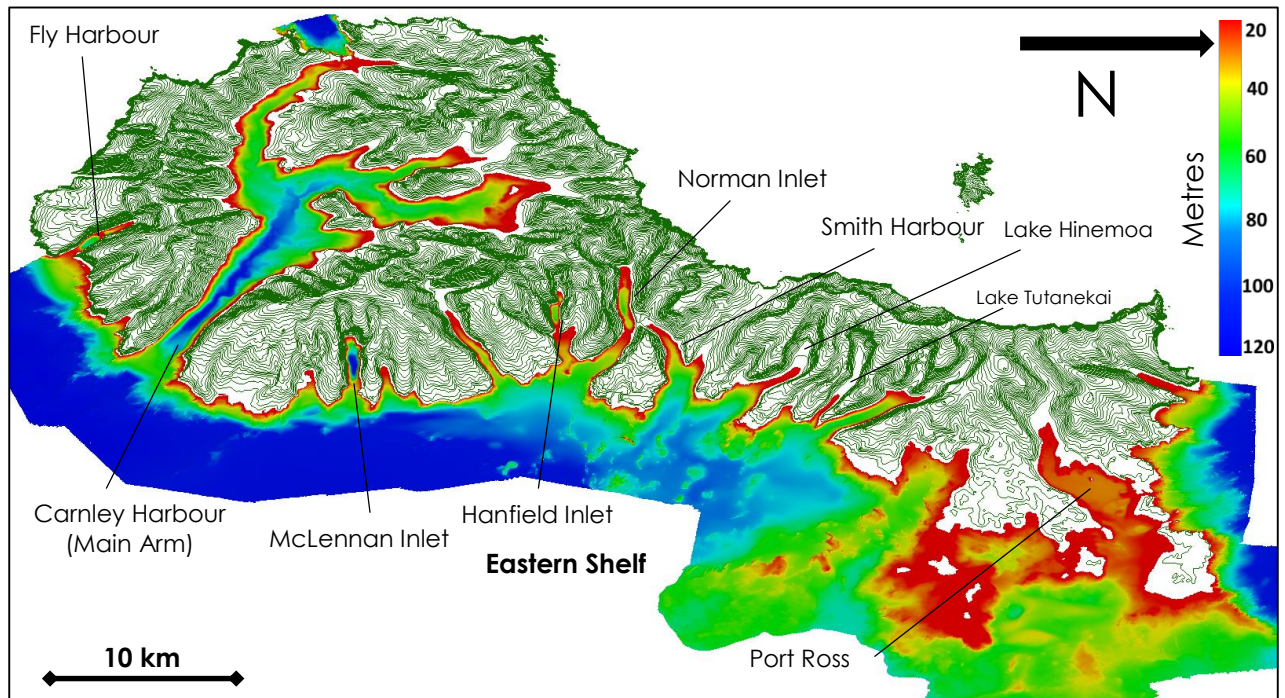 Fly Harbour
N
20
40
60
80
100
120
Metres
Norman Inlet
Smith Harbour
Lake Hinemoa
Lake Tutanekai
Carnley Harbour
(Main Arm)
McLennan Inlet
Hanfield Inlet
Eastern Shelf
Port Ross
10 km